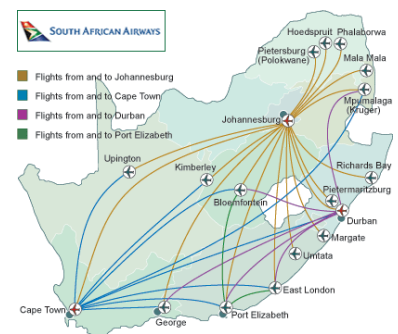 SOUTH AFRICAN AIRWAYS
Flights from and to Johannesburg
Flights from and to Cape Town
Flights from and to Durban
Flights from and to Port Elizabeth
Hoedspruit
Phalaborwa
Pietersburg
(Polokwane)
Mala Mala
Mpumalaga
(Kruger)
Johannesburg
Upington
Kimberley
Richards Bay
Bloemfontein
Pietermaritzburg
Durban
Margate
Umtata
East London
Cape Town
George
Port Elizabeth